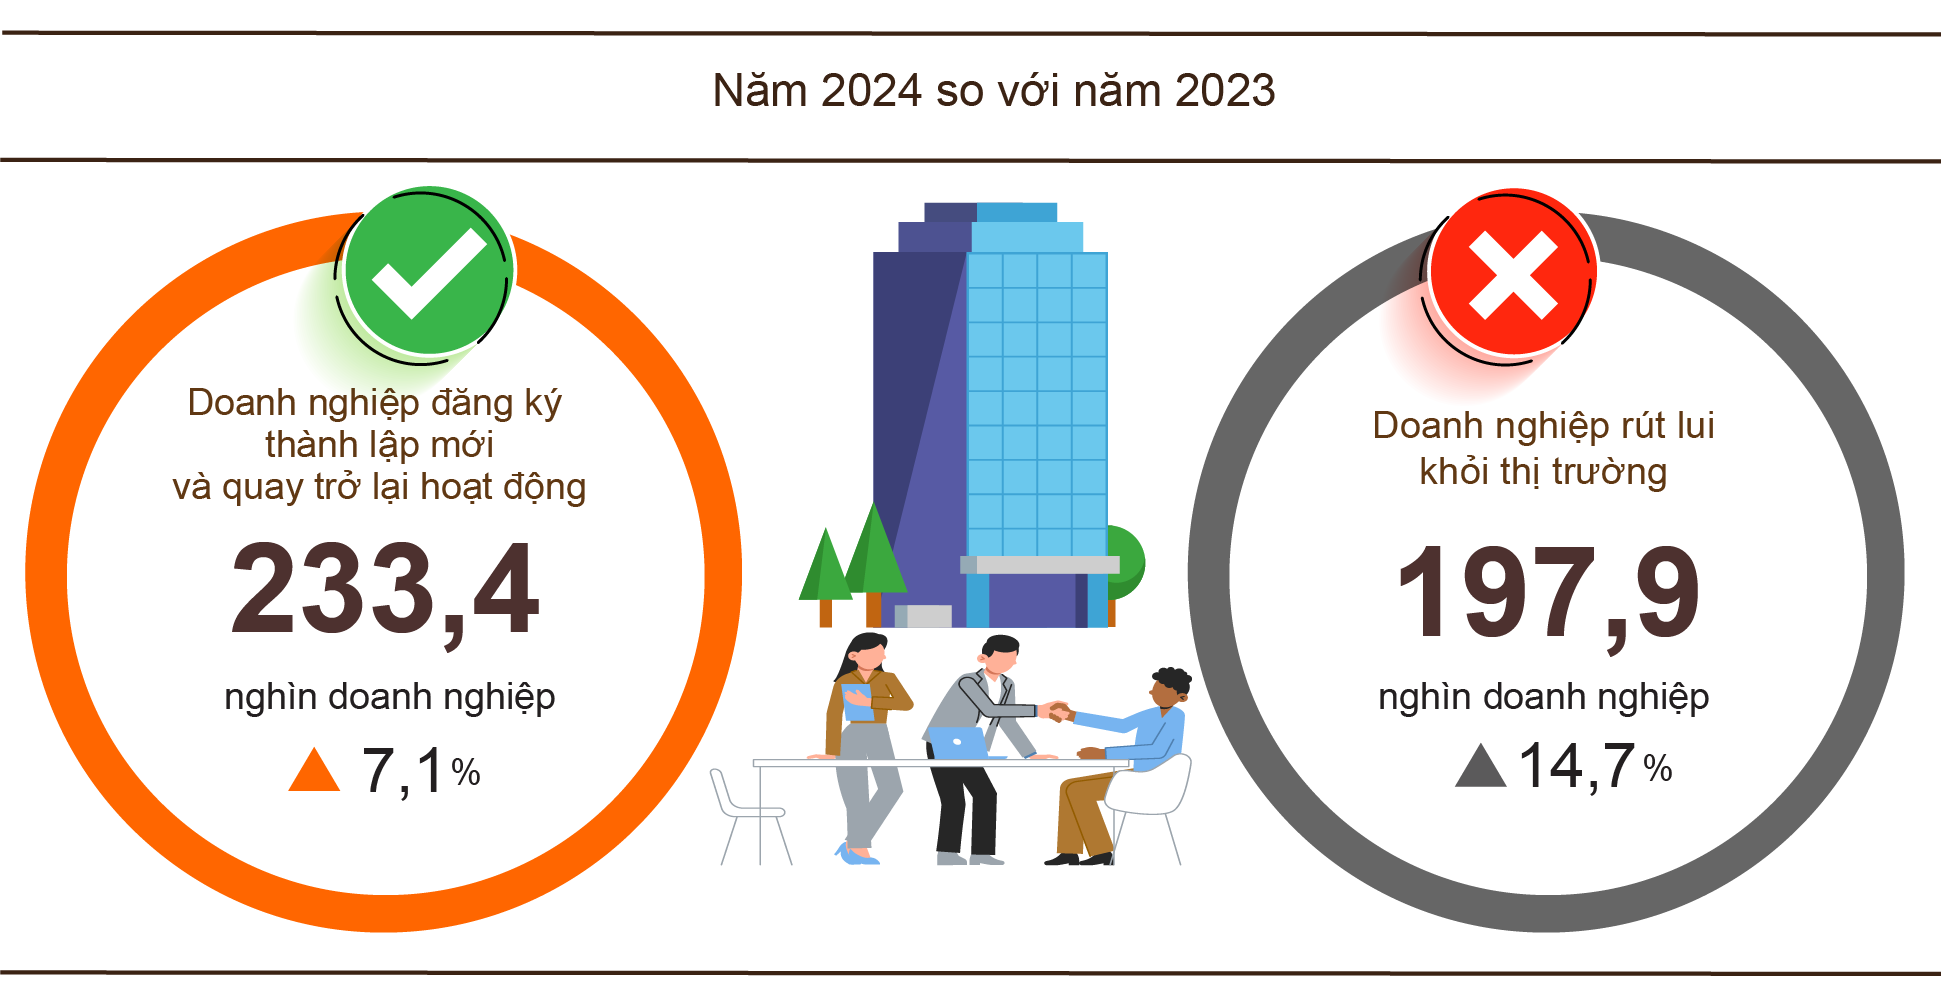 Năm 2024 so với năm 2023
Doanh nghiệp đăng ký
thành lập mới
và quay trở lại hoạt động
233,4
nghìn doanh nghiệp
7,1%
Doanh nghiệp rút lui
khỏi thị trường
197,9
nghìn doanh nghiệp
14,7%